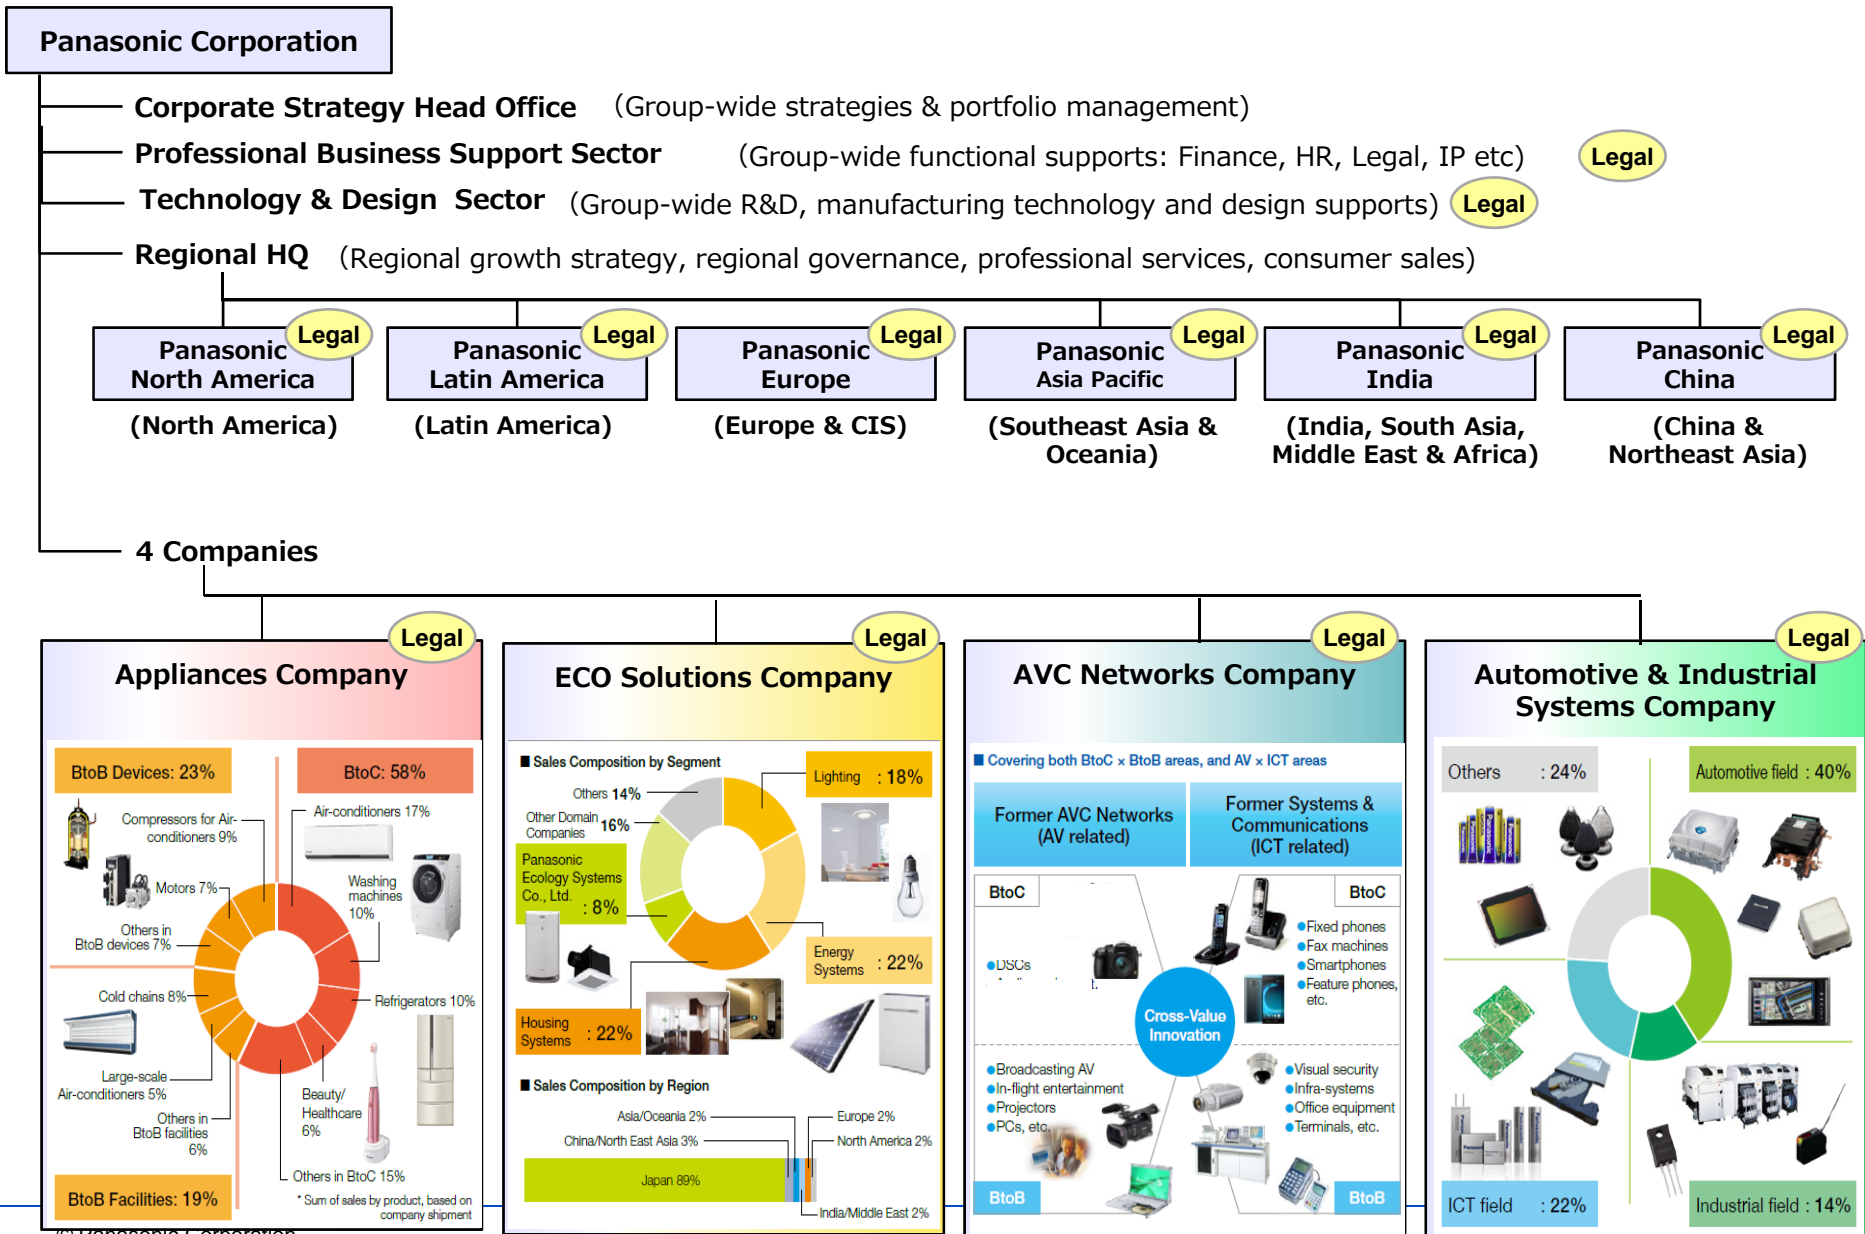 Panasonic Corporation
Corporate Strategy Head Office (Group-wide strategies & portfolio management)
Professional Business Support Sector (Group-wide functional supports: Finance, HR, Legal, IP etc) Legal
Technology & Design Sector (Group-wide R&D, manufacturing technology and design supports) Legal
Regional HQ (Regional growth strategy, regional governance, professional services, consumer sales)
Legal
Panasonic
North America
(North America)
Legal
Panasonic
Latin America
(Latin America)
Legal
Panasonic
Europe
(Europe & CIS)
Legal
Panasonic
Asia Pacific
(Southeast Asia &
Oceania)
Legal
Panasonic
India
(India, South Asia,
Middle East & Africa)
Legal
Panasonic
China
(China &
Northeast Asia)
4 Companies
Legal
Appliances Company
BtoB Devices: 23%
BtoC: 58%
Compressors for Air-
conditioners 9%
Air-conditioners 17%
Motors 7%
Washing
machines
10%
Others in
BtoB devices 7%
Cold chains 8%
Refrigerators 10%
Large-scale
Air-conditioners 5%
Beauty/
Healthcare
6%
Others in
BtoB facilities
6%
Others in BtoC 15%
BtoB Facilities: 19%
* Sum of sales by product, based on
company shipment
Legal
ECO Solutions Company
■ Sales Composition by Segment
Lighting : 18%
Others 14%
Other Domain
Companies 16%
Panasonic
Ecology Systems
Co., Ltd.
: 8%
Energy
Systems : 22%
Housing
Systems : 22%
■ Sales Composition by Region
Asia/Oceania 2%
Europe 2%
China/North East Asia 3%
North America 2%
Japan 89%
India/Middle East 2%
Legal
AVC Networks Company
■ Covering both BtoC × BtoB areas, and AV × ICT areas
Former AVC Networks
(AV related)
Former Systems &
Communications
(ICT related)
BtoC
BtoC
●DSCs
●Fixed phones
●Fax machines
●Smartphones
●Feature phones,
etc.
Cross-Value
Innovation
●Broadcasting AV
●In-flight entertainment
●Projectors
●PCs, etc.
●Visual security
●Infra-systems
●Office equipment
●Terminals, etc.
BtoB
BtoB
Legal
Automotive & Industrial
Systems Company
Others : 24%
Automotive field : 40%
ICT field : 22%
Industrial field : 14%
Panasonic Corporation